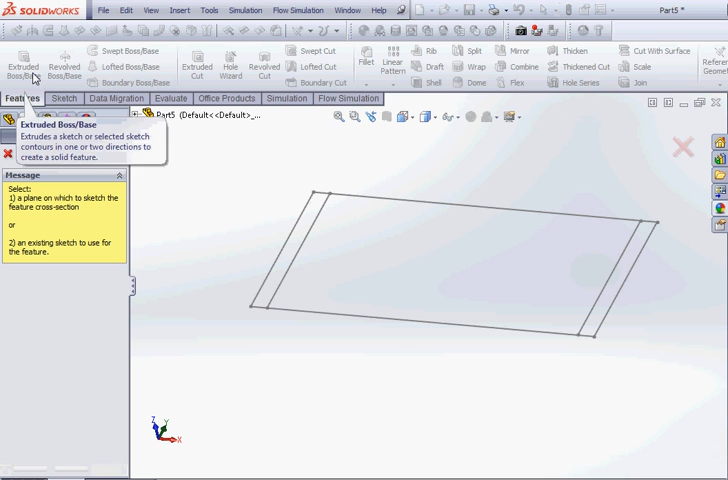 SOLIDWORKS File Edit View Insert Tools Simulation Flow Simulation Window Help Part5 *
Extruded Boss/Base
Revolved Boss/Base
Swept Boss/Base
Lofted Boss/Base
Boundary Boss/Base
Extruded Cut
Hole Wizard
Revolved Cut
Swept Cut
Lofted Cut
Boundary Cut
Fillet
Linear Pattern
Rib
Draft
Shell
Split
Wrap
Dome
Mirror
Combine
Flex
Thicken
Thickened Cut
Hole Series
Cut With Surface
Scale
Join
Features Sketch Data Migration Evaluate Office Products Simulation Flow Simulation
Part5 (Default<<Default>_...
Extruded Boss/Base
Extrudes a sketch or selected sketch
contours in one or two directions to
create a solid feature.
Message
Select:
1) a plane on which to sketch the
feature cross-section
or
2) an existing sketch to use for
the feature.
Z
Y
X